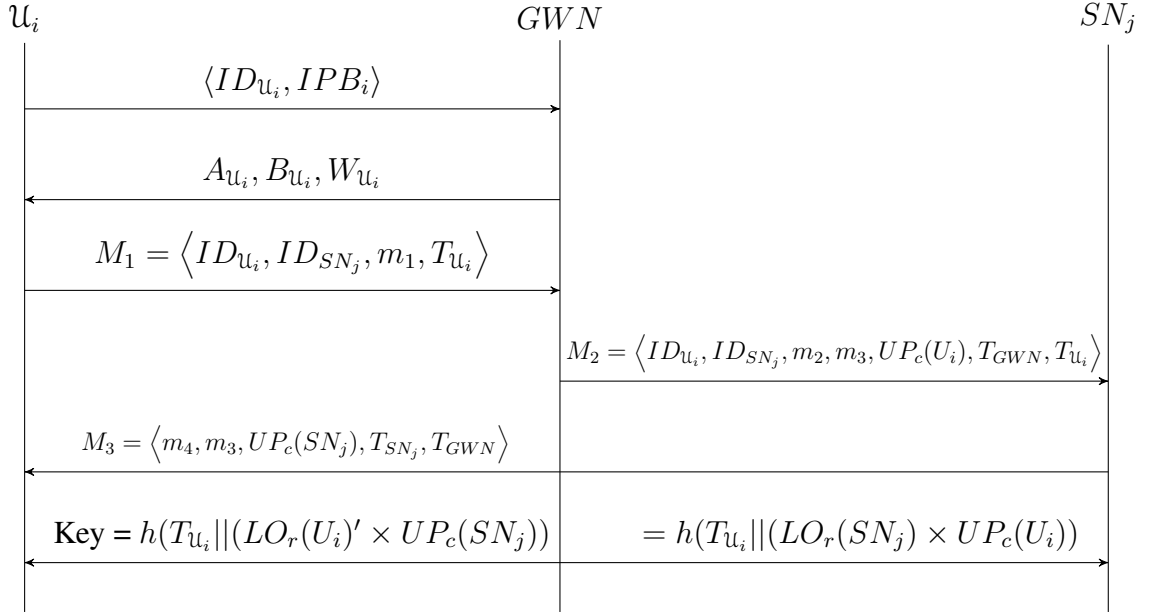 𝔘_i GWN SN_j
⟨ID_{𝔘_i}, IPB_i⟩
A_{𝔘_i}, B_{𝔘_i}, W_{𝔘_i}
M_1 = ⟨ID_{𝔘_i}, ID_{SN_j}, m_1, T_{𝔘_i}⟩
M_2 = ⟨ID_{𝔘_i}, ID_{SN_j}, m_2, m_3, UP_c(U_i), T_{GWN}, T_{𝔘_i}⟩
M_3 = ⟨m_4, m_3, UP_c(SN_j), T_{SN_j}, T_{GWN}⟩
Key = h(T_{𝔘_i}||(LO_r(U_i)′ × UP_c(SN_j)) = h(T_{𝔘_i}||(LO_r(SN_j) × UP_c(U_i))